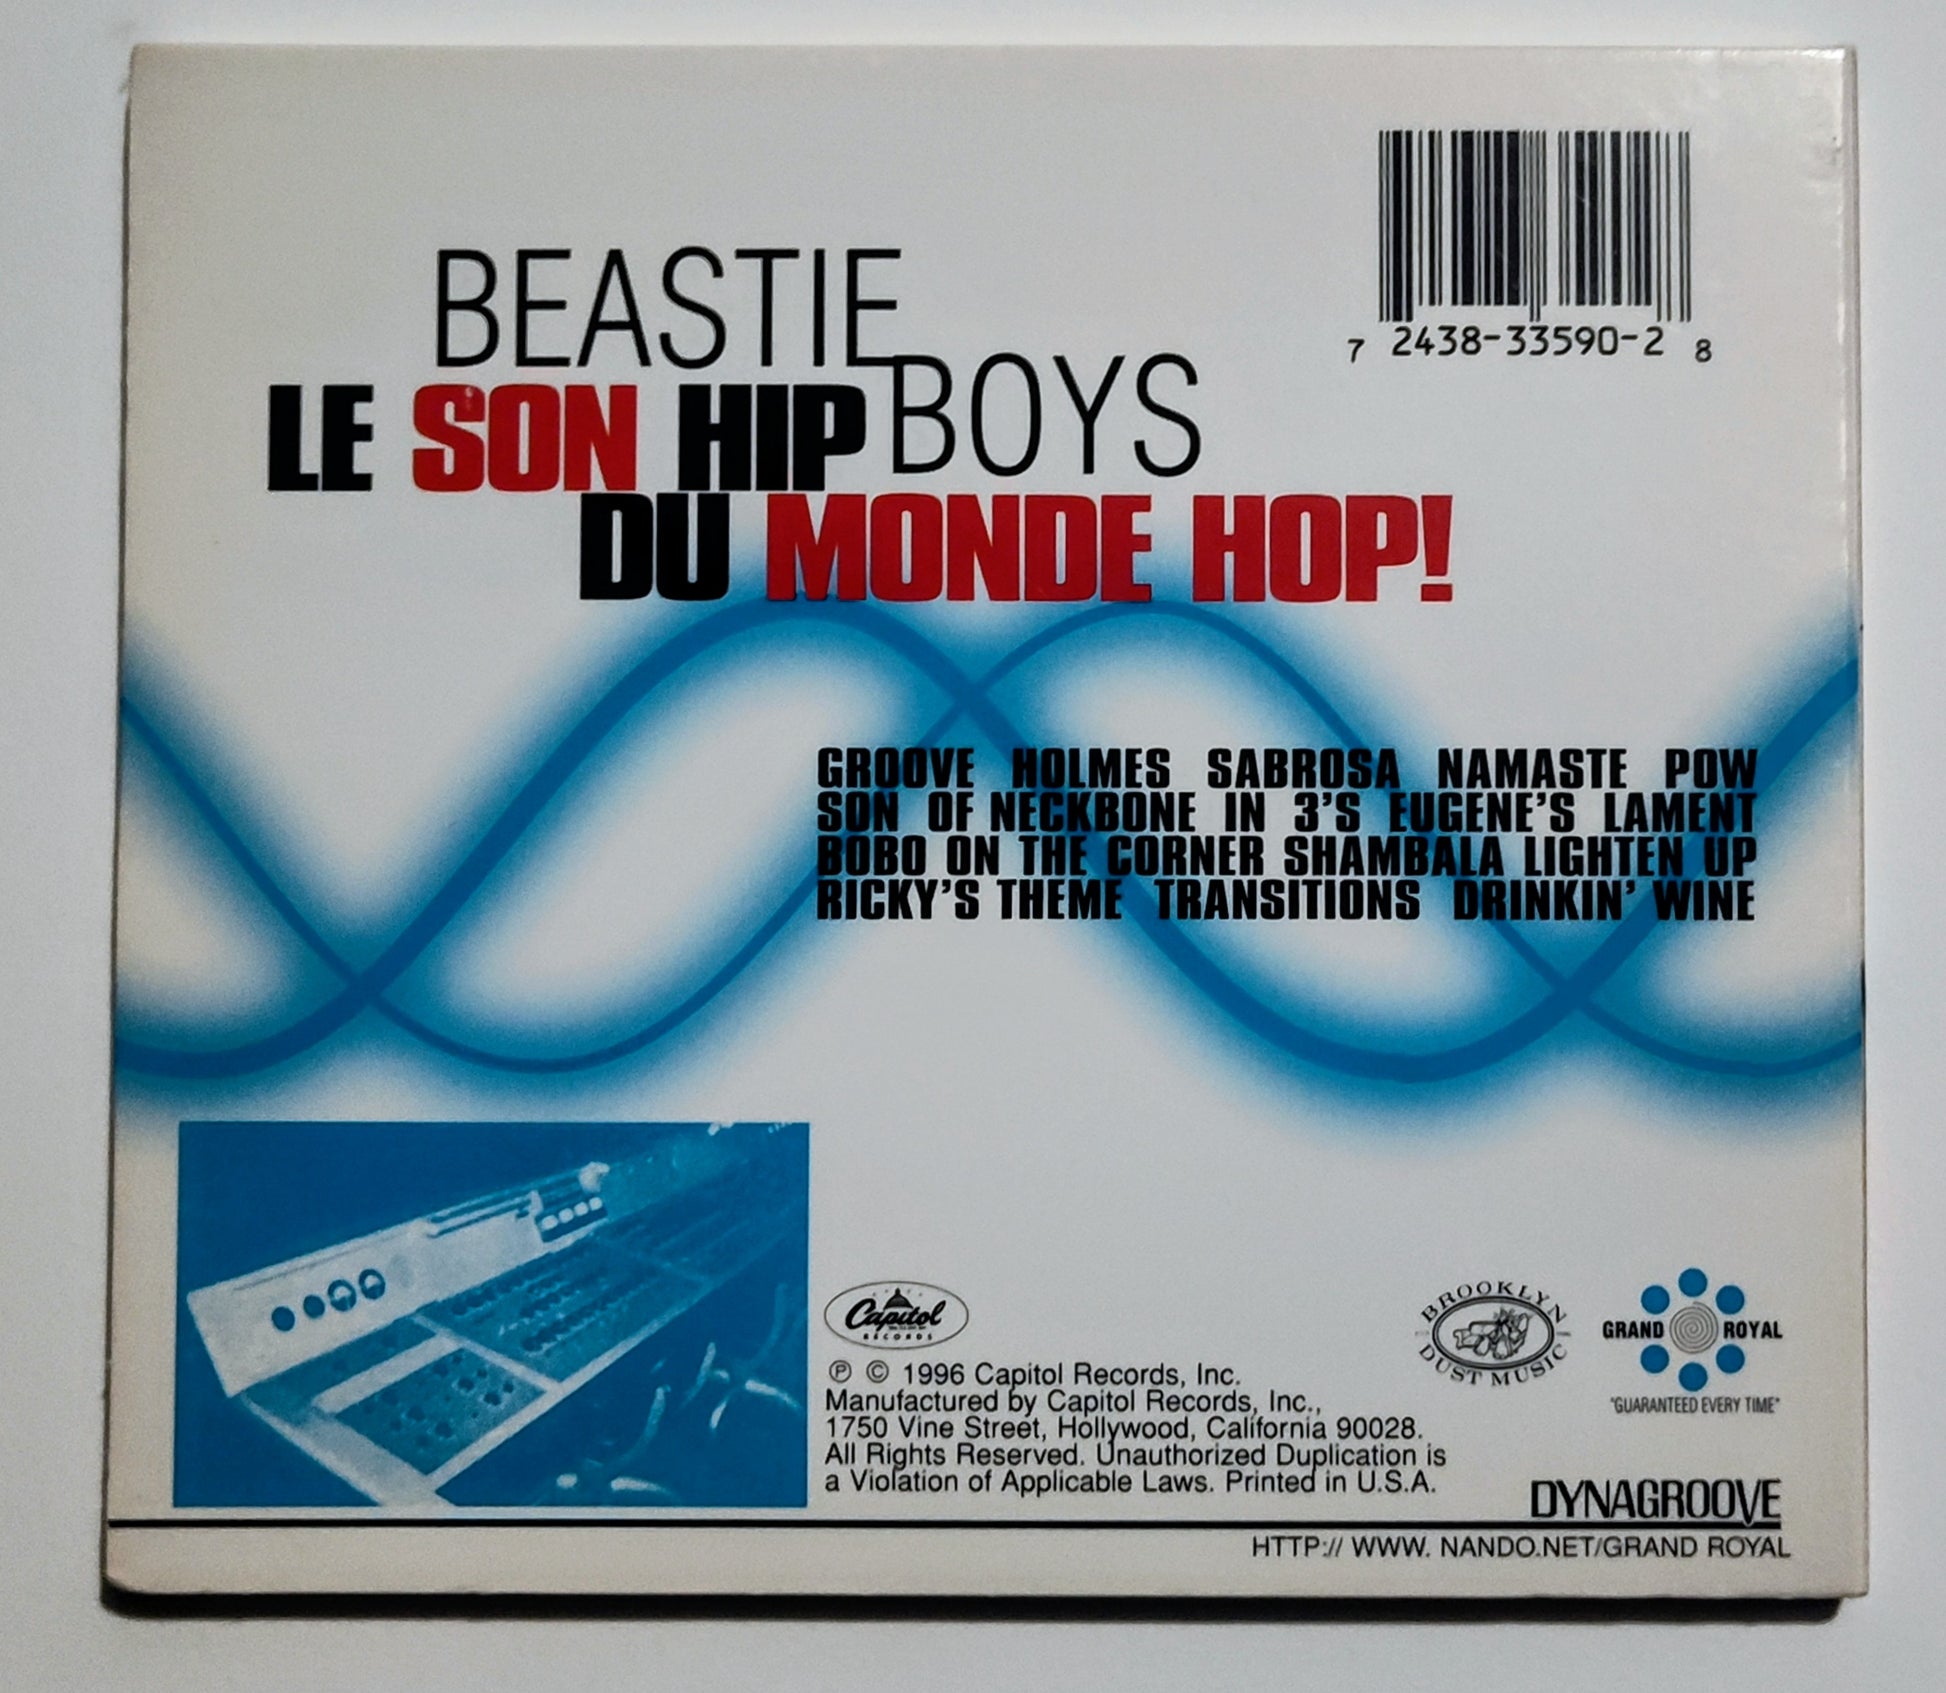 7 2438-33590-2 8
BEASTIE
BOYS
LE SON HIP
DU MONDE HOP!
GROOVE HOLMES SABROSA NAMASTE POW
SON OF NECKBONE IN 3'S EUGENE'S LAMENT
BOBO ON THE CORNER SHAMBALA LIGHTEN UP
RICKY'S THEME TRANSITIONS DRINKIN' WINE
Capitol
RECORDS
℗ © 1996 Capitol Records, Inc.
Manufactured by Capitol Records, Inc.,
1750 Vine Street, Hollywood, California 90028.
All Rights Reserved. Unauthorized Duplication is
a Violation of Applicable Laws. Printed in U.S.A.
BROOKLYN
DUST MUSIC
GRAND ROYAL
"GUARANTEED EVERY TIME"
DYNAGROOVE
HTTP:// WWW. NANDO.NET/GRAND ROYAL